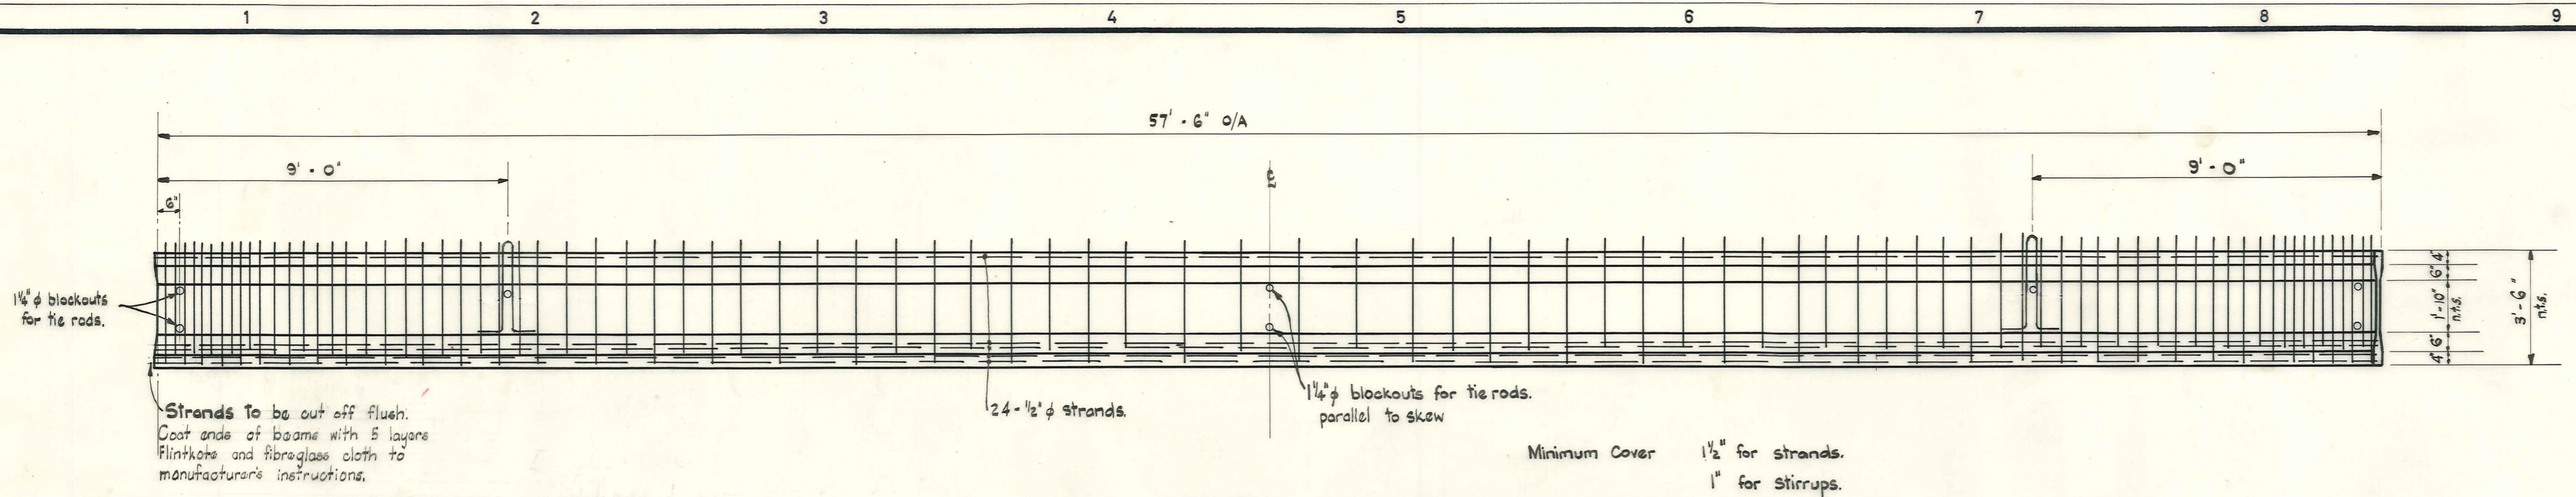 1 2 3 4 5 6 7 8 9
57' - 6" O/A
9' - 0"
℄
9' - 0"
6"
1¼" φ blockouts
for tie rods.
4"
6"
1'-10"
n.t.s.
6"
4"
3' - 6"
n.t.s.
Strands to be cut off flush.
Coat ends of beams with 5 layers
Flintkote and fibreglass cloth to
manufacturer's instructions.
24 - ½" φ strands.
1¼" φ blockouts for tie rods.
parallel to skew
Minimum Cover 1½" for strands.
1" for stirrups.